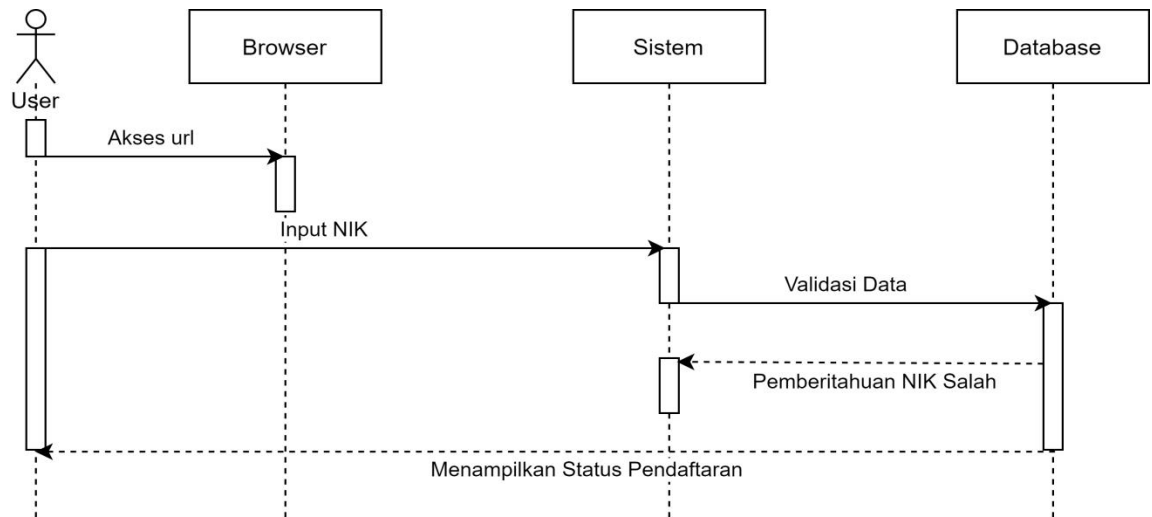 User
Browser
Sistem
Database
Akses url
Input NIK
Validasi Data
Pemberitahuan NIK Salah
Menampilkan Status Pendaftaran